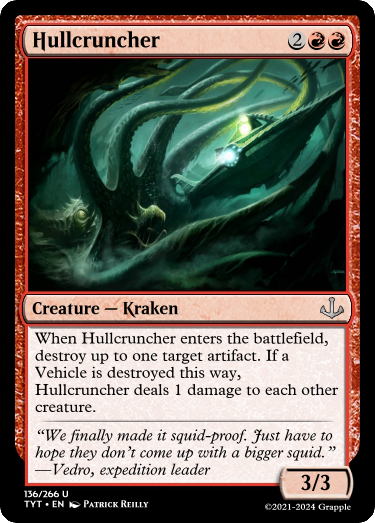 Hullcruncher 2
Creature — Kraken
When Hullcruncher enters the battlefield,
destroy up to one target artifact. If a
Vehicle is destroyed this way,
Hullcruncher deals 1 damage to each other
creature.
“We finally made it squid-proof. Just have to
hope they don’t come up with a bigger squid.”
—Vedro, expedition leader
3/3
136/266 U
TYT • EN Patrick Reilly
©2021-2024 Grapple